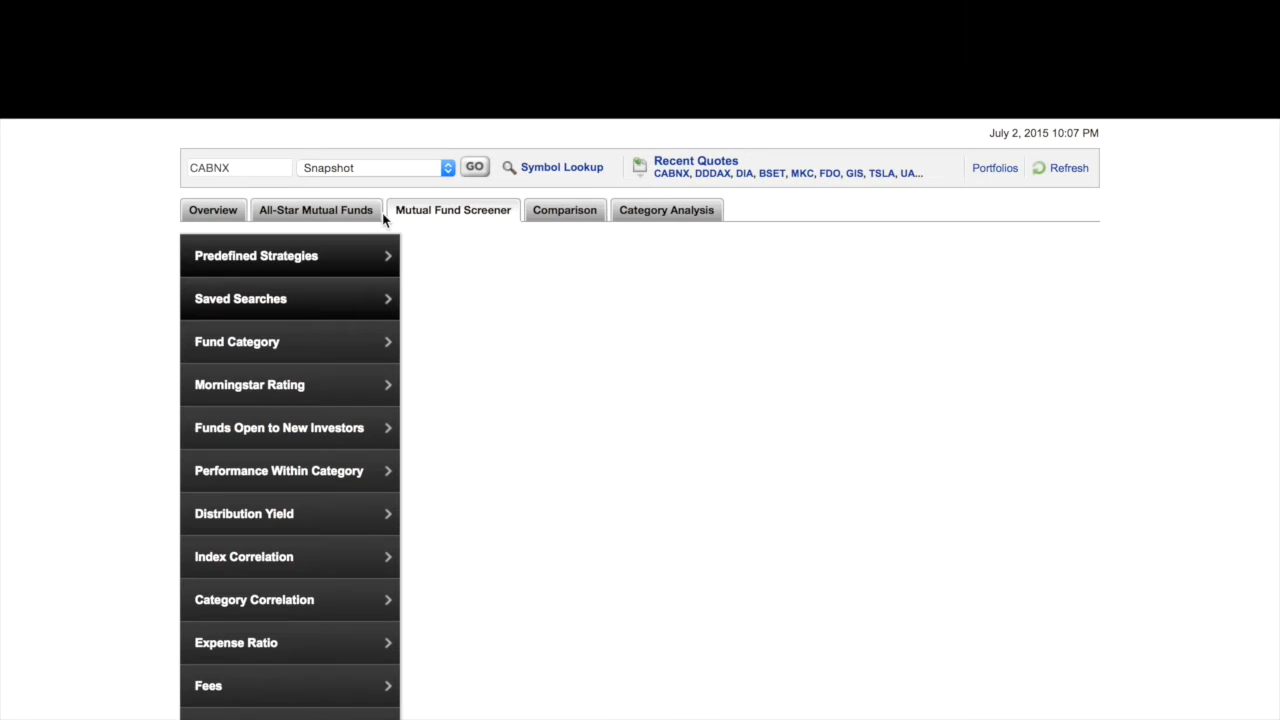 July 2, 2015 10:07 PM
CABNX Snapshot GO Symbol Lookup Recent Quotes Portfolios Refresh
CABNX, DDDAX, DIA, BSET, MKC, FDO, GIS, TSLA, UA...
Overview All-Star Mutual Funds Mutual Fund Screener Comparison Category Analysis
Predefined Strategies
Saved Searches
Fund Category
Morningstar Rating
Funds Open to New Investors
Performance Within Category
Distribution Yield
Index Correlation
Category Correlation
Expense Ratio
Fees